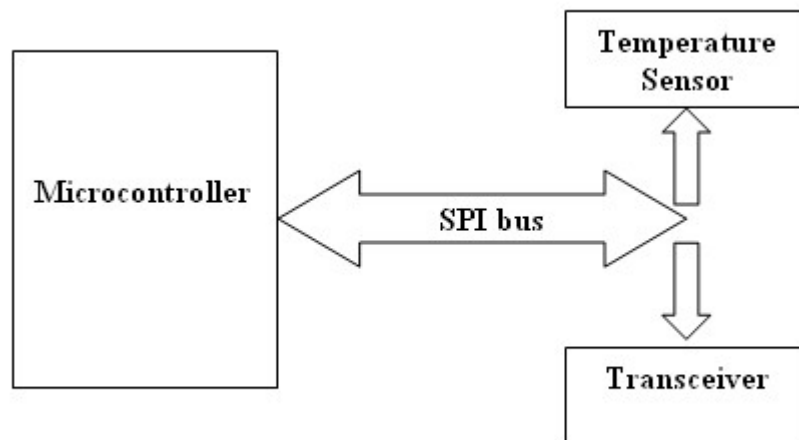 Temperature
Sensor
Microcontroller
SPI bus
Transceiver